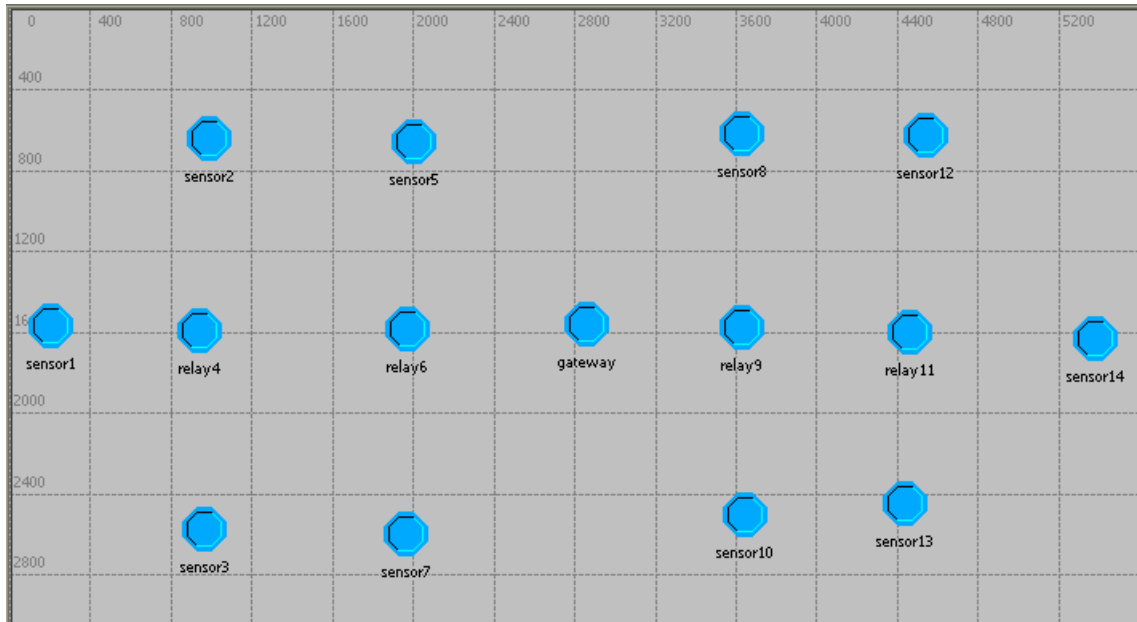 0 400 800 1200 1600 2000 2400 2800 3200 3600 4000 4400 4800 5200
400
sensor2 sensor5 sensor8 sensor12
800
1200
sensor1 relay4 relay6 gateway relay9 relay11 sensor14
2000
2400
sensor3 sensor7 sensor10 sensor13
2800